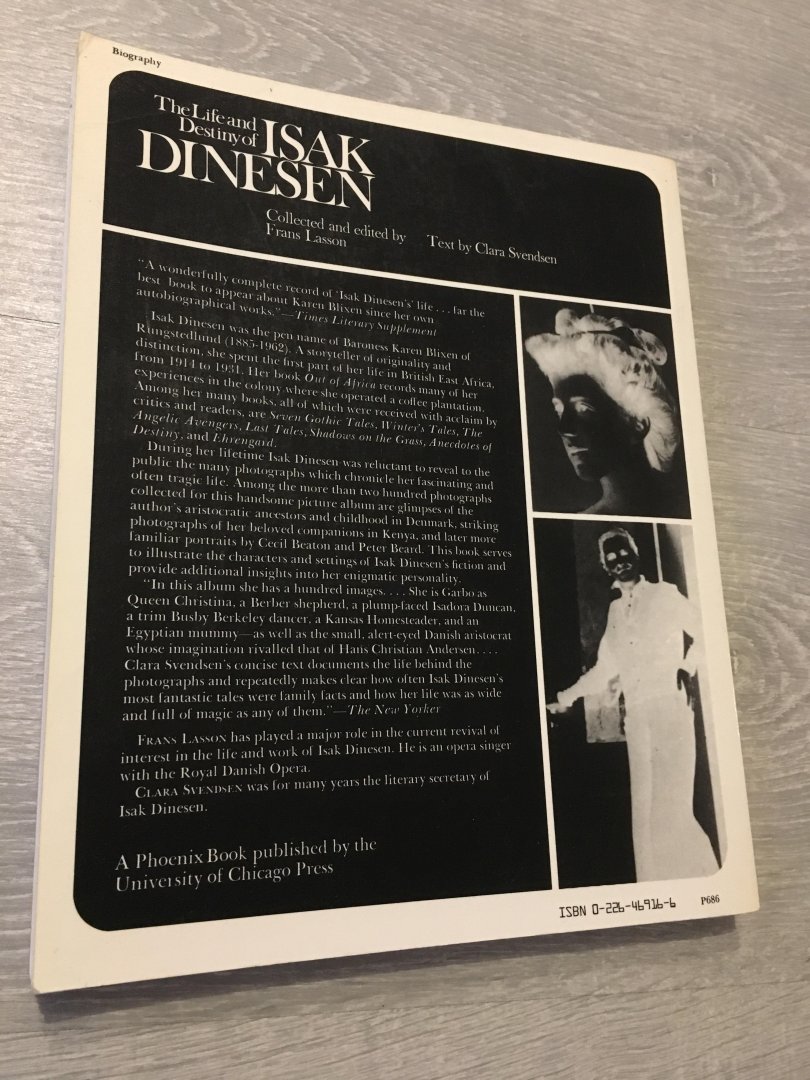 Biography
The Life and
Destiny of ISAK
DINESEN
Collected and edited by
Frans Lasson
Text by Clara Svendsen
"A wonderfully complete record of 'Isak Dinesen's' life . . . far the
best book to appear about Karen Blixen since her own
autobiographical works."—Times Literary Supplement
Isak Dinesen was the pen name of Baroness Karen Blixen of
Rungstedlund (1885-1962). A storyteller of originality and
distinction, she spent the first part of her life in British East Africa,
from 1914 to 1931. Her book Out of Africa records many of her
experiences in the colony where she operated a coffee plantation.
Among her many books, all of which were received with acclaim by
critics and readers, are Seven Gothic Tales, Winter's Tales, The
Angelic Avengers, Last Tales, Shadows on the Grass, Anecdotes of
Destiny, and Ehrengard.
During her lifetime Isak Dinesen was reluctant to reveal to the
public the many photographs which chronicle her fascinating and
often tragic life. Among the more than two hundred photographs
collected for this handsome picture album are glimpses of the
author's aristocratic ancestors and childhood in Denmark, striking
photographs of her beloved companions in Kenya, and later more
familiar portraits by Cecil Beaton and Peter Beard. This book serves
to illustrate the characters and settings of Isak Dinesen's fiction and
provide additional insights into her enigmatic personality.
"In this album she has a hundred images. . . . She is Garbo as
Queen Christina, a Berber shepherd, a plump-faced Isadora Duncan,
a trim Busby Berkeley dancer, a Kansas Homesteader, and an
Egyptian mummy—as well as the small, alert-eyed Danish aristocrat
whose imagination rivalled that of Hans Christian Andersen. . . .
Clara Svendsen's concise text documents the life behind the
photographs and repeatedly makes clear how often Isak Dinesen's
most fantastic tales were family facts and how her life was as wide
and full of magic as any of them."—The New Yorker
FRANS LASSON has played a major role in the current revival of
interest in the life and work of Isak Dinesen. He is an opera singer
with the Royal Danish Opera.
CLARA SVENDSEN was for many years the literary secretary of
Isak Dinesen.
A Phoenix Book published by the
University of Chicago Press
ISBN 0-226-46916-6
P686